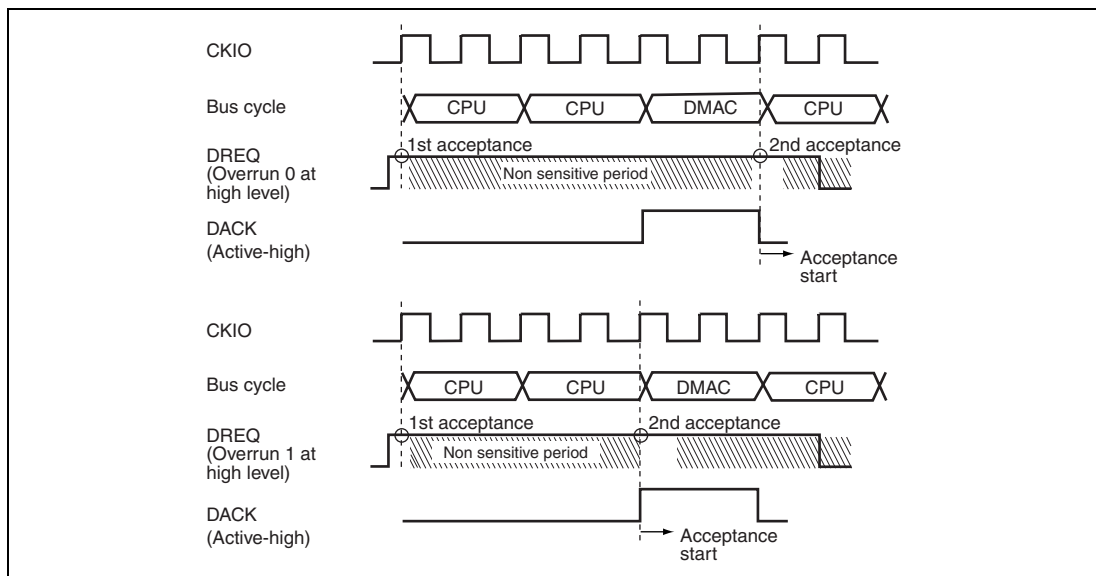 CKIO
Bus cycle CPU CPU DMAC CPU
1st acceptance 2nd acceptance
DREQ
(Overrun 0 at
high level)
Non sensitive period
DACK
(Active-high)
Acceptance
start
CKIO
Bus cycle CPU CPU DMAC CPU
1st acceptance 2nd acceptance
DREQ
(Overrun 1 at
high level)
Non sensitive period
DACK
(Active-high)
Acceptance
start